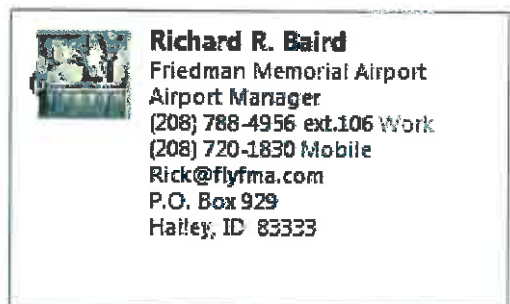 Richard R. Baird
Friedman Memorial Airport
Airport Manager
(208) 788-4956 ext.106 Work
(208) 720-1830 Mobile
Rick@flyfma.com
P.O. Box 929
Hailey, ID 83333